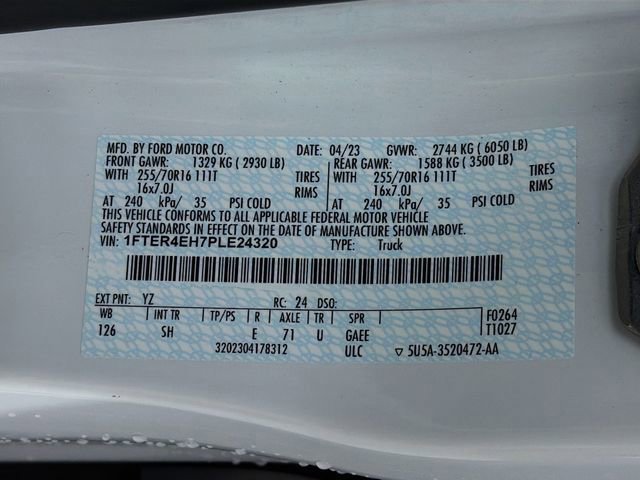 MFD. BY FORD MOTOR CO. DATE: 04/23 GVWR: 2744 KG ( 6050 LB)
FRONT GAWR: 1329 KG ( 2930 LB) REAR GAWR: 1588 KG ( 3500 LB)
WITH 255/70R16 111T TIRES WITH 255/70R16 111T TIRES
16x7.0J RIMS 16x7.0J RIMS
AT 240 kPa/ 35 PSI COLD AT 240 kPa/ 35 PSI COLD
THIS VEHICLE CONFORMS TO ALL APPLICABLE FEDERAL MOTOR VEHICLE
SAFETY STANDARDS IN EFFECT ON THE DATE OF MANUFACTURE SHOWN ABOVE.
VIN: 1FTER4EH7PLE24320 TYPE: Truck
EXT PNT: YZ RC: 24 DSO:
WB INT TR TP/PS R AXLE TR SPR F0264
126 SH E 71 U GAEE T1027
3202304178312 ULC ▽ 5U5A-3520472-AA